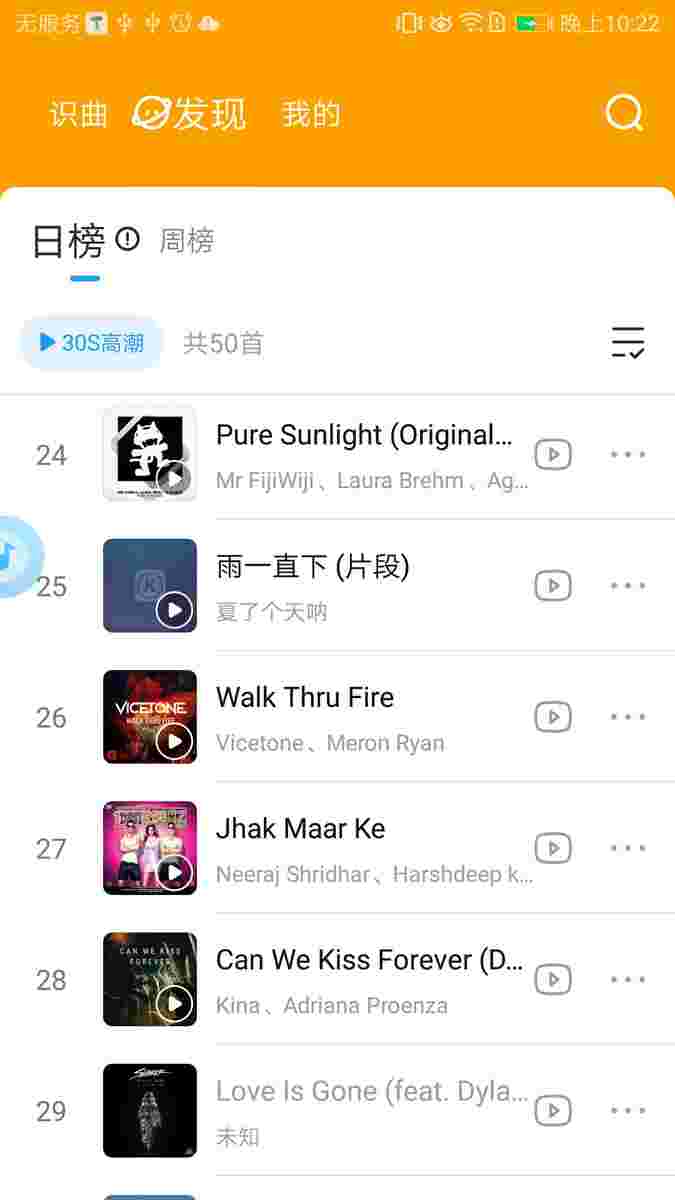 无服务 晚上10:22
识曲 发现 我的
日榜 周榜
30S高潮 共50首
24
Pure Sunlight (Original...
Mr FijiWiji、Laura Brehm、Ag...
25
雨一直下 (片段)
夏了个天呐
26
VICETONE
WALK THRU FIRE
Walk Thru Fire
Vicetone、Meron Ryan
27
Jhak Maar Ke
Neeraj Shridhar、Harshdeep k...
28
CAN WE KISS
FOREVER
Can We Kiss Forever (D...
Kina、Adriana Proenza
29
Love Is Gone (feat. Dyla...
未知